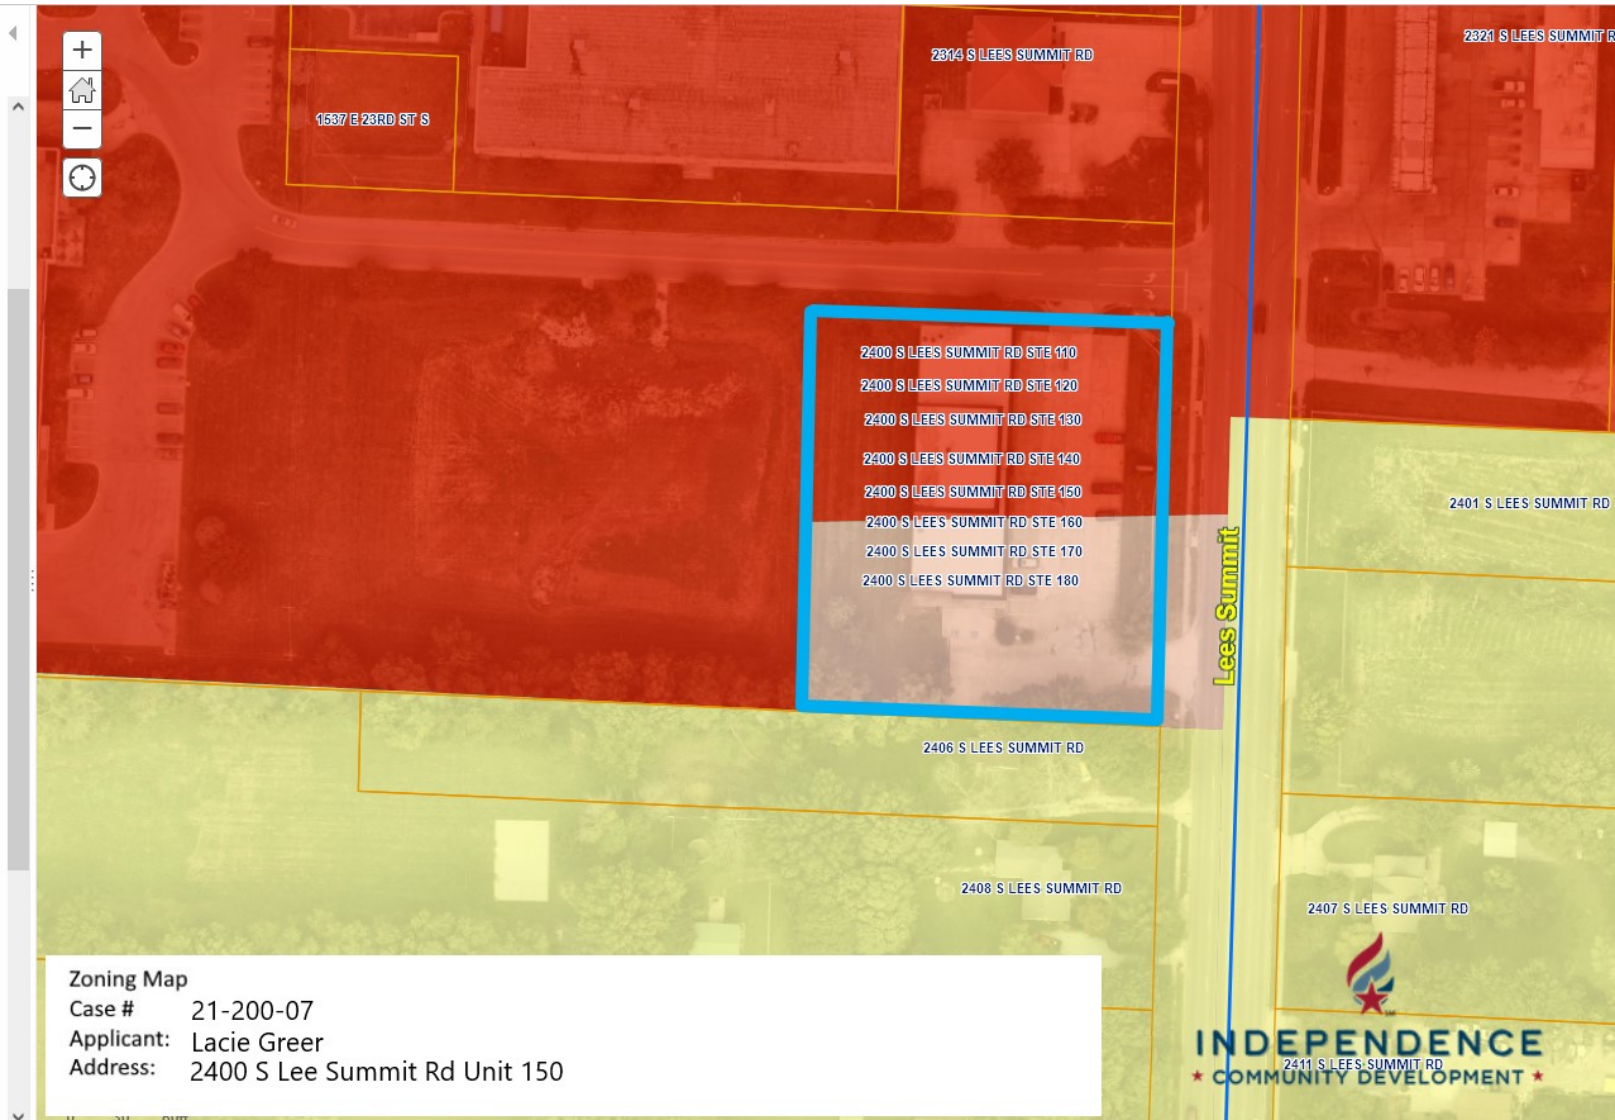 2314 S LEES SUMMIT RD
2321 S LEES SUMMIT R
1537 E 23RD ST S
2400 S LEES SUMMIT RD STE 110
2400 S LEES SUMMIT RD STE 120
2400 S LEES SUMMIT RD STE 130
2400 S LEES SUMMIT RD STE 140
2400 S LEES SUMMIT RD STE 150
2400 S LEES SUMMIT RD STE 160
2400 S LEES SUMMIT RD STE 170
2400 S LEES SUMMIT RD STE 180
2401 S LEES SUMMIT RD
Lees Summit
2406 S LEES SUMMIT RD
2408 S LEES SUMMIT RD
2407 S LEES SUMMIT RD
Zoning Map
Case # 21-200-07
Applicant: Lacie Greer
Address: 2400 S Lee Summit Rd Unit 150
INDEPENDENCE
2411 S LEES SUMMIT RD
COMMUNITY DEVELOPMENT